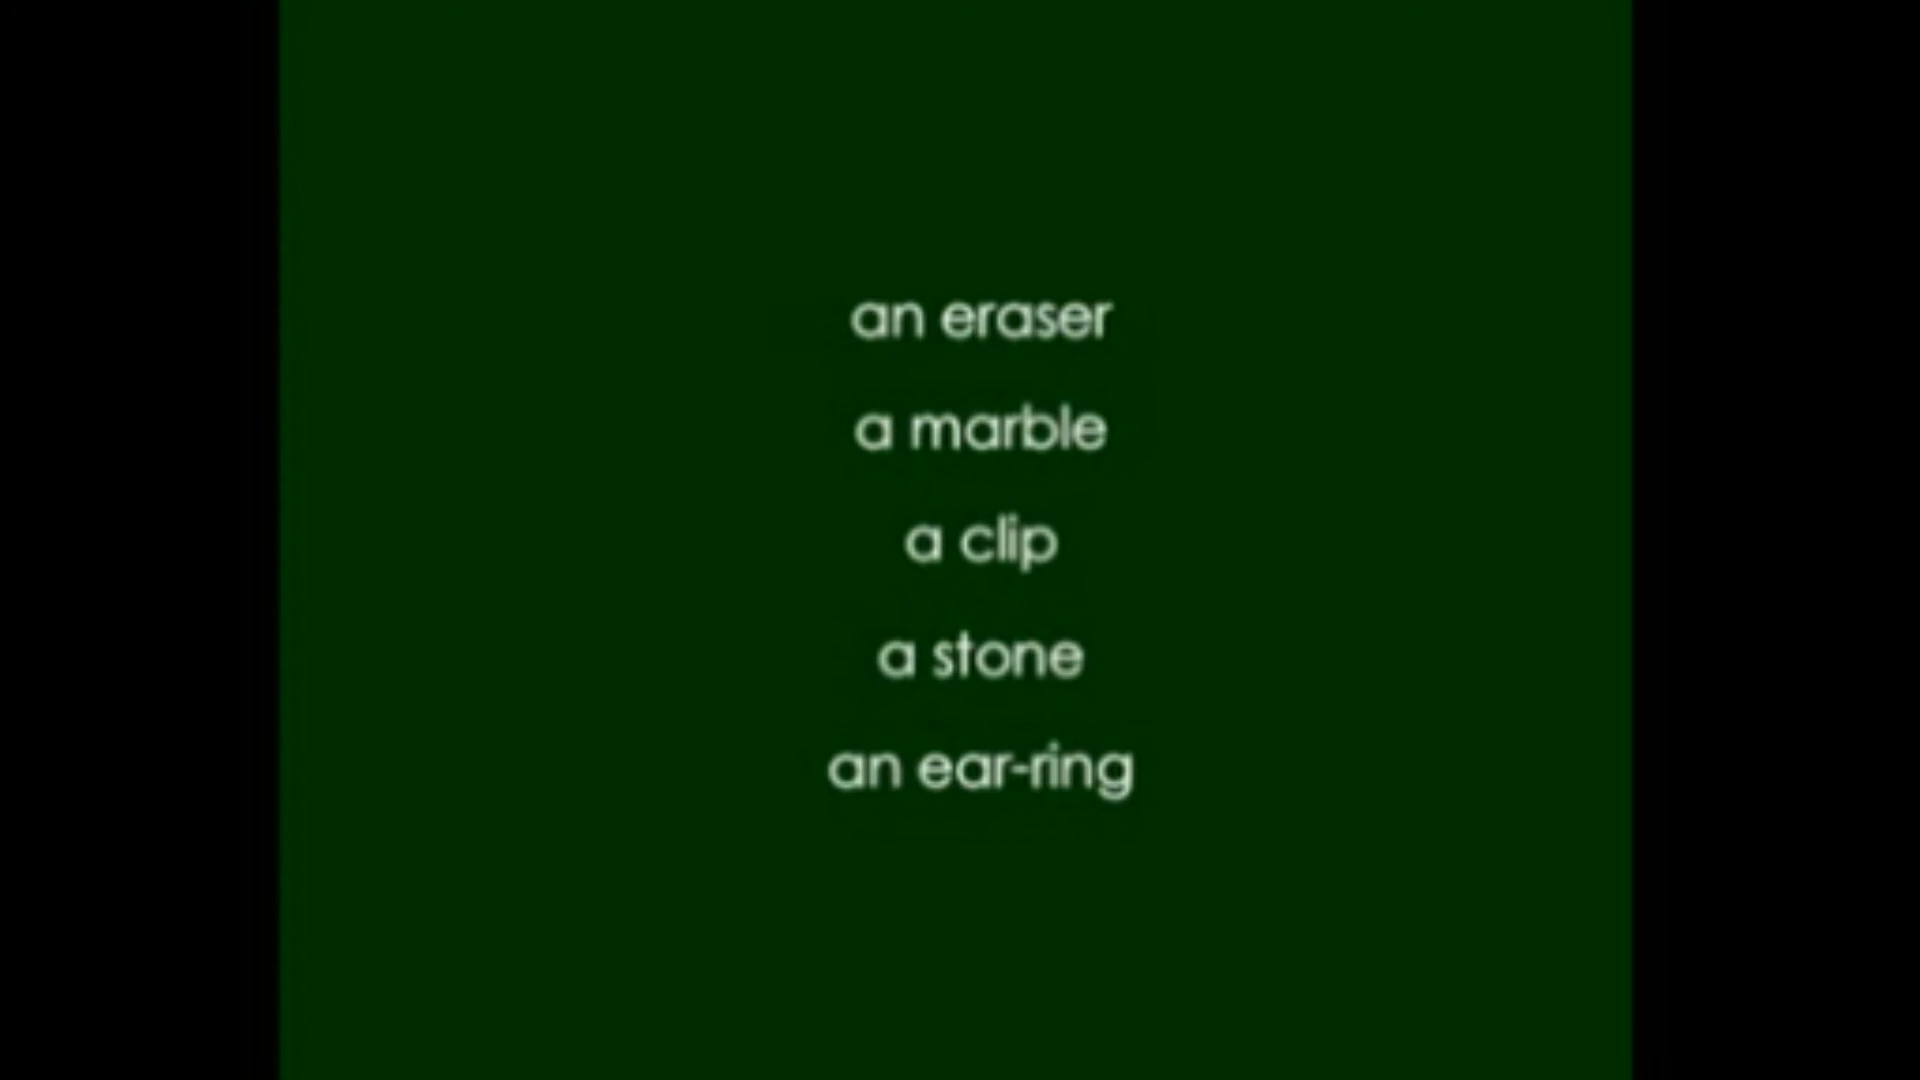 an eraser
a marble
a clip
a stone
an ear-ring